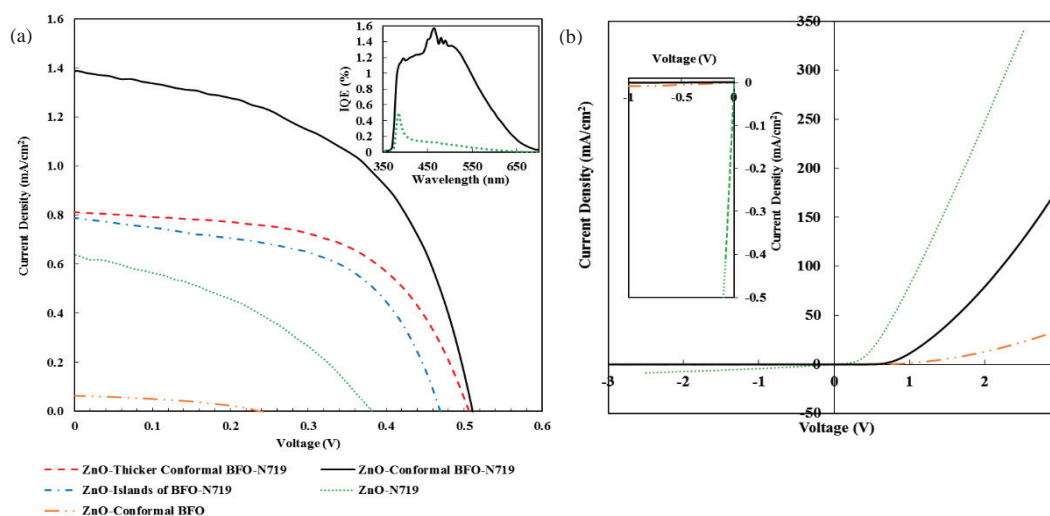 (a)
1.6
1.4
1.2
1.0
0.8
0.6
0.4
0.2
0.0
Current Density (mA/cm²)
0 0.1 0.2 0.3 0.4 0.5 0.6
Voltage (V)
1.6
1.4
1.2
1
0.8
0.6
0.4
0.2
0
IQE (%)
350 450 550 650
Wavelength (nm)
ZnO-Thicker Conformal BFO-N719
ZnO-Conformal BFO-N719
ZnO-Islands of BFO-N719
ZnO-N719
ZnO-Conformal BFO
(b)
350
300
250
200
150
100
50
0
-50
Current Density (mA/cm²)
-3 -2 -1 0 1 2
Voltage (V)
Voltage (V)
-1 -0.5 0
0
-0.1
-0.2
-0.3
-0.4
-0.5
Current Density (mA/cm²)